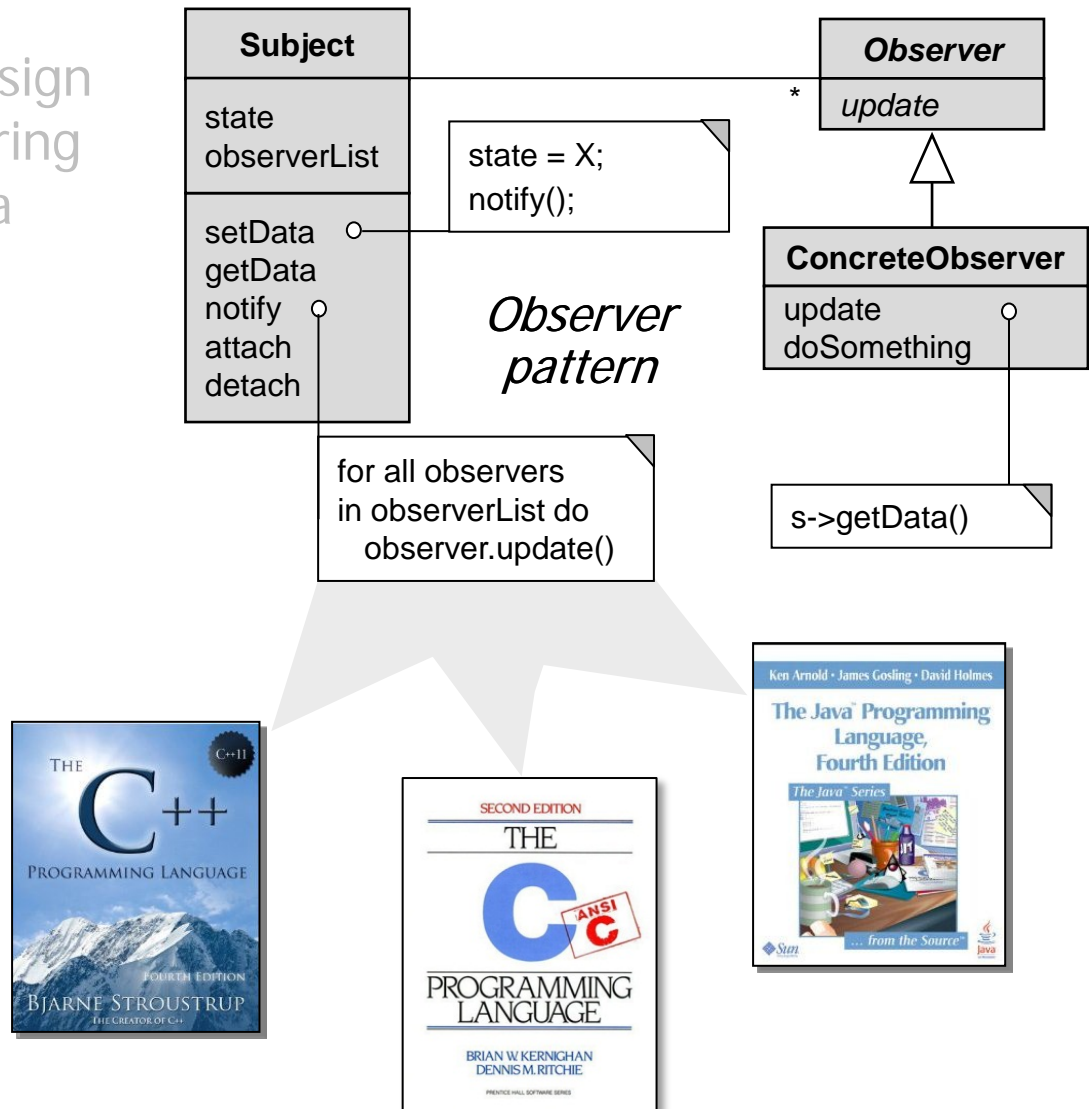 sign
ring
a
Subject
state
observerList
setData
getData
notify
attach
detach
state = X;
notify();
*
Observer
update
ConcreteObserver
update
doSomething
Observer
pattern
for all observers
in observerList do
observer.update()
s->getData()
THE
C++
PROGRAMMING LANGUAGE
C++11
FOURTH EDITION
BJARNE STROUSTRUP
THE CREATOR OF C++
SECOND EDITION
THE
C
ANSI
C
PROGRAMMING
LANGUAGE
BRIAN W. KERNIGHAN
DENNIS M. RITCHIE
PRENTICE HALL SOFTWARE SERIES
Ken Arnold • James Gosling • David Holmes
The Java™ Programming
Language,
Fourth Edition
The Java™ Series
Sun
... from the Source™
Java